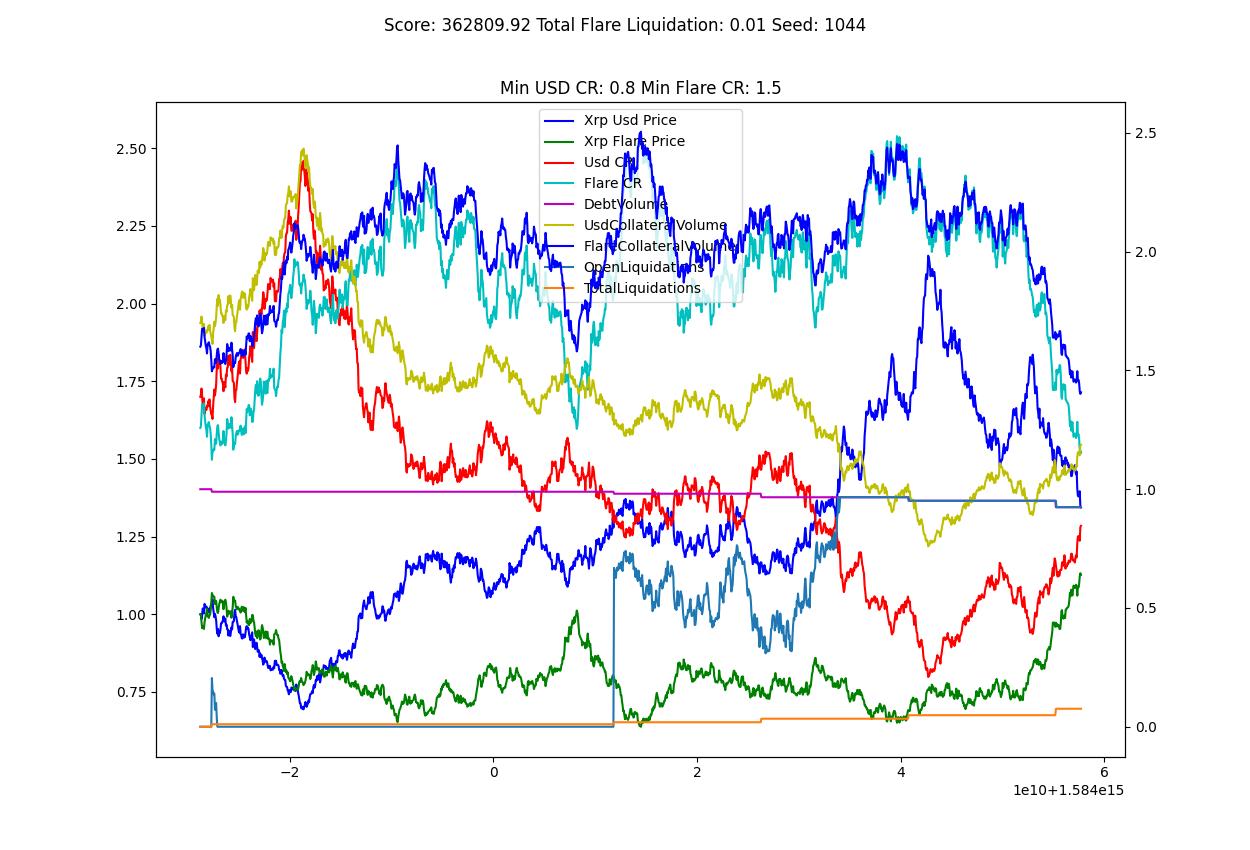 Score: 362809.92 Total Flare Liquidation: 0.01 Seed: 1044
Min USD CR: 0.8 Min Flare CR: 1.5
Xrp Usd Price
Xrp Flare Price
Usd CR
Flare CR
DebtVolume
UsdCollateralVolume
FlareCollateralVolume
OpenLiquidations
TotalLiquidations
2.50
2.25
2.00
1.75
1.50
1.25
1.00
0.75
2.5
2.0
1.5
1.0
0.5
0.0
−2
0
2
4
6
1e10+1.584e15